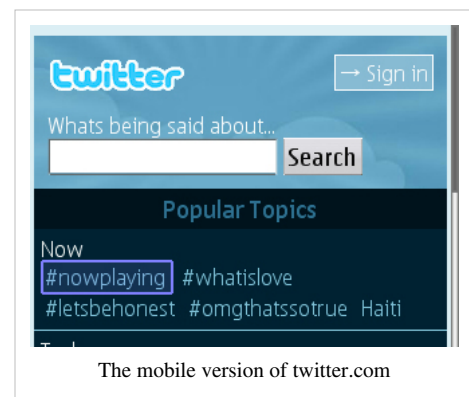 twitter
→ Sign in
Whats being said about...
Search
Popular Topics
Now
#nowplaying #whatislove
#letsbehonest #omgthatssotrue Haiti
The mobile version of twitter.com